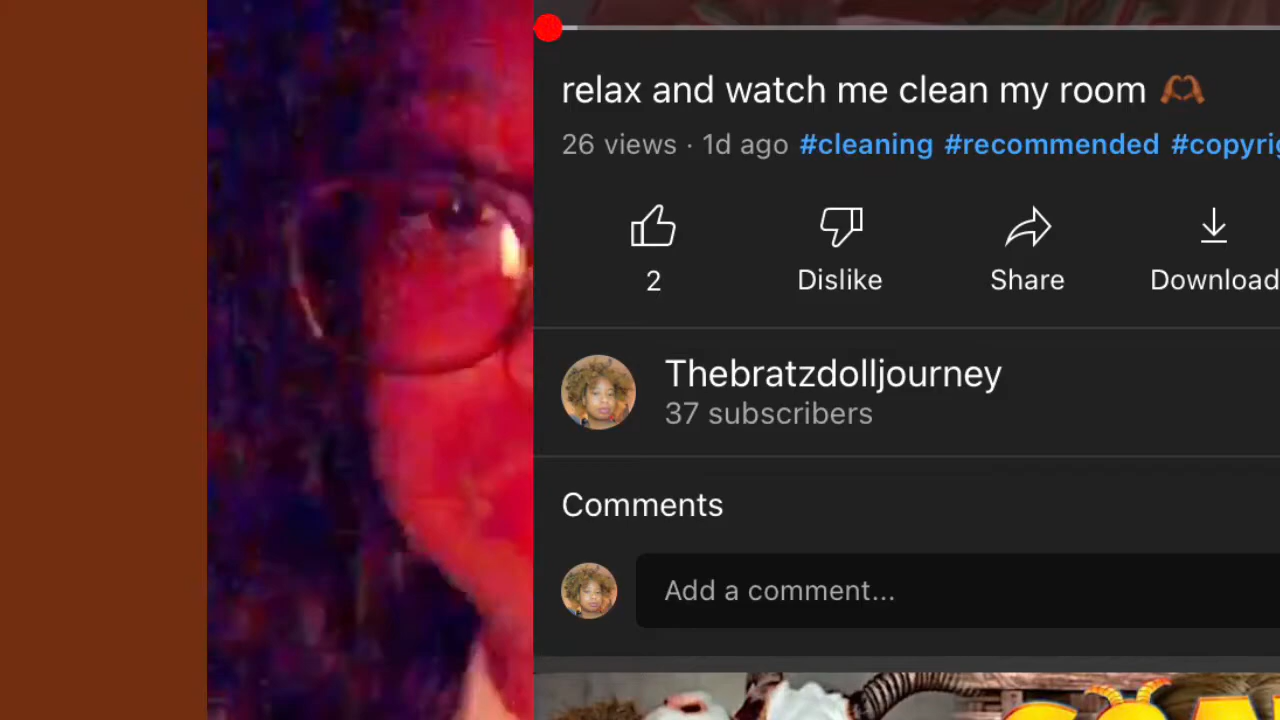 relax and watch me clean my room 🫶🏾
26 views · 1d ago #cleaning #recommended #copyri
2 Dislike Share Download
Thebratzdolljourney
37 subscribers
Comments
Add a comment...